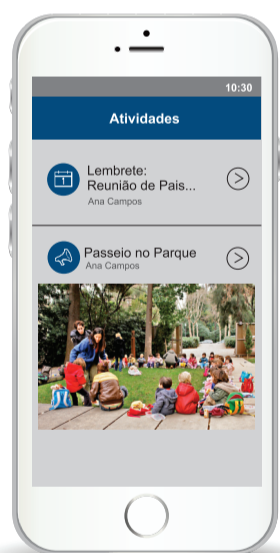 10:30
Atividades
Lembrete:
Reunião de Pais...
Ana Campos
Passeio no Parque
Ana Campos